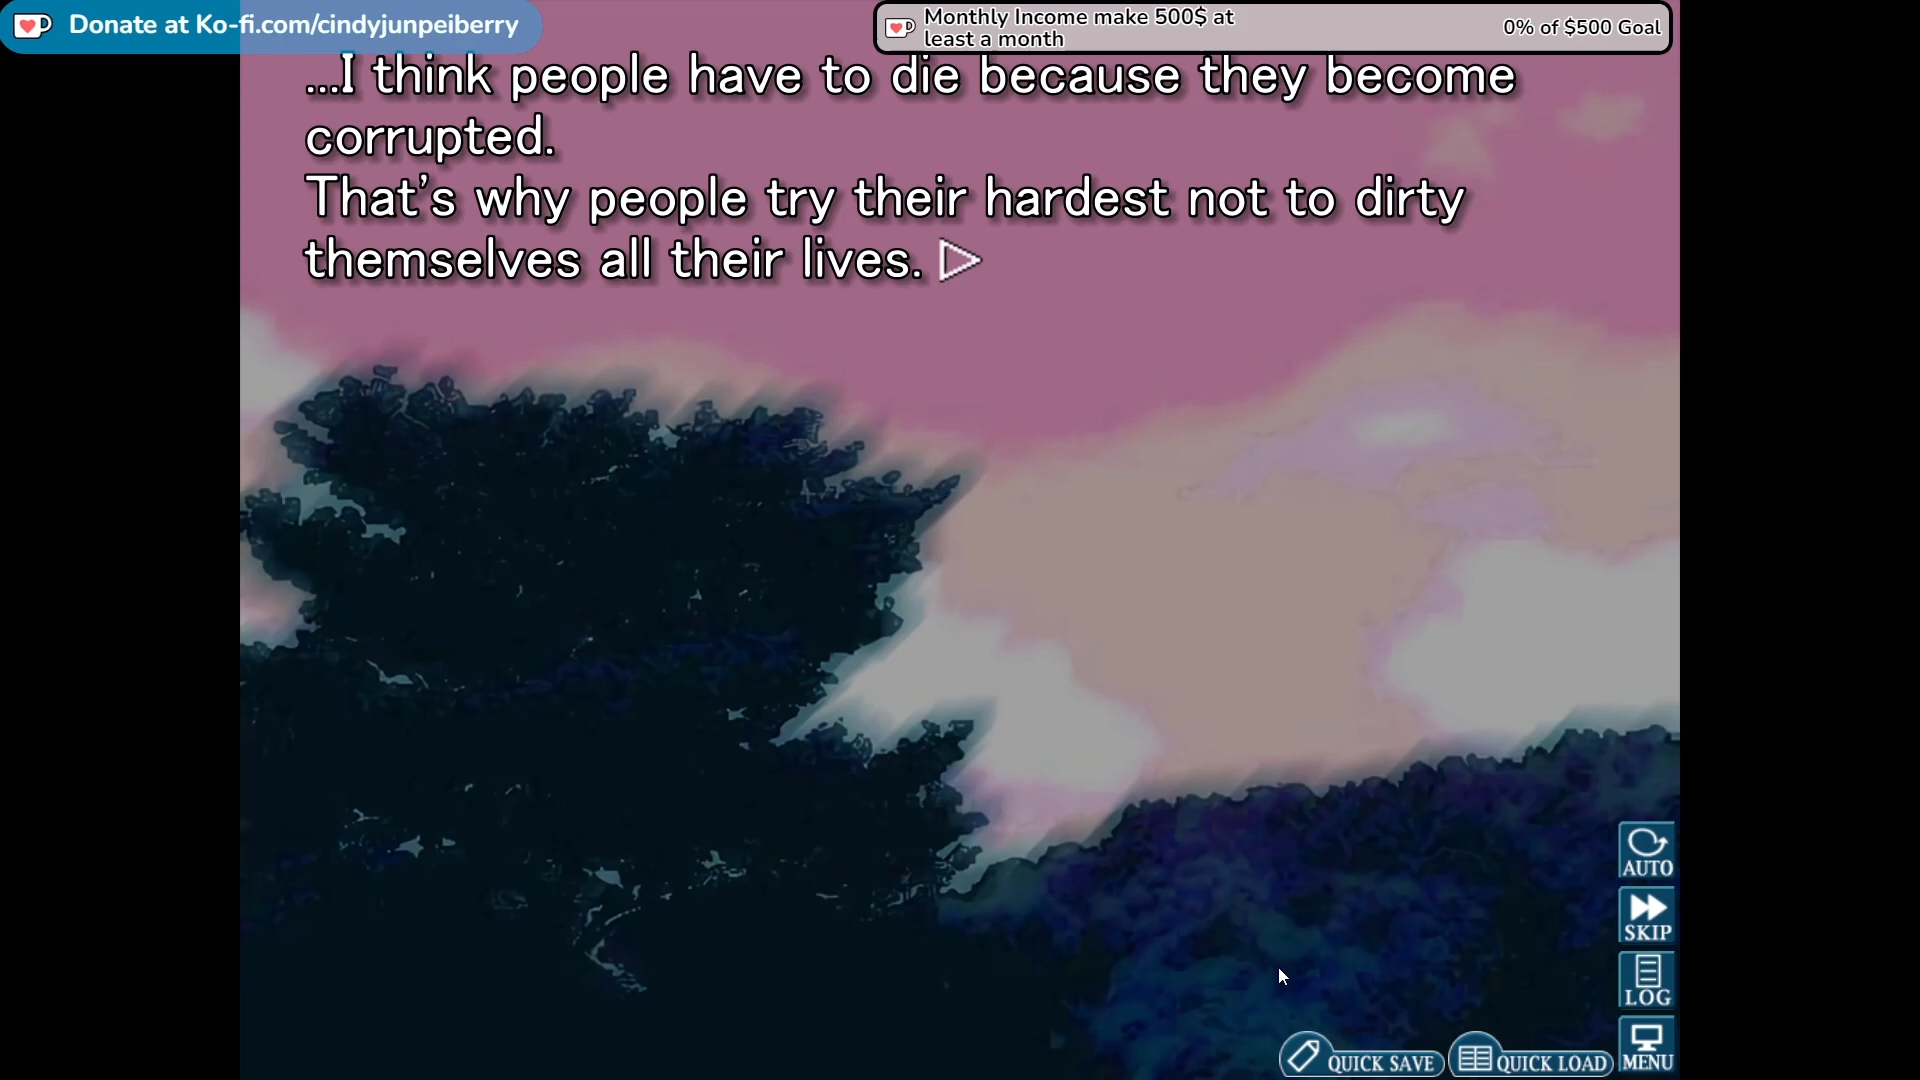 Donate at Ko-fi.com/cindyjunpeiberry
Monthly Income make 500$ at
least a month
0% of $500 Goal
...I think people have to die because they become
corrupted.
That's why people try their hardest not to dirty
themselves all their lives.
AUTO
SKIP
LOG
MENU
QUICK SAVE
QUICK LOAD